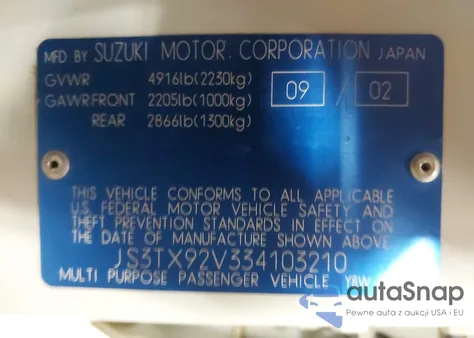 MFD BY SUZUKI MOTOR CORPORATION JAPAN
GVWR 4916lb(2230kg)
GAWR FRONT 2205lb(1000kg) 09 / 02
REAR 2866lb(1300kg)
THIS VEHICLE CONFORMS TO ALL APPLICABLE
U.S. FEDERAL MOTOR VEHICLE SAFETY AND
THEFT PREVENTION STANDARDS IN EFFECT ON
THE DATE OF MANUFACTURE SHOWN ABOVE
JS3TX92V334103210
MULTI PURPOSE PASSENGER VEHICLE
autoSnap
Pewne auta z aukcji USA i EU